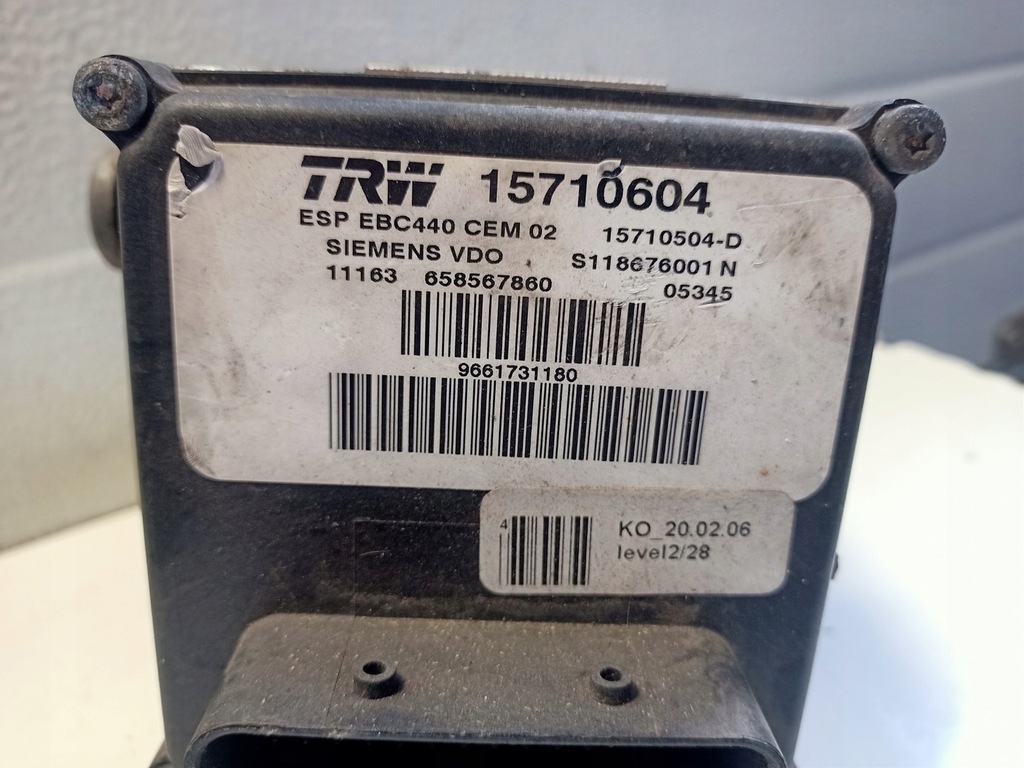 TRW 15710604
ESP EBC440 CEM 02 15710504-D
SIEMENS VDO S118676001 N
11163 658567860 05345
9661731180
4 KO_20.02.06
level2/28